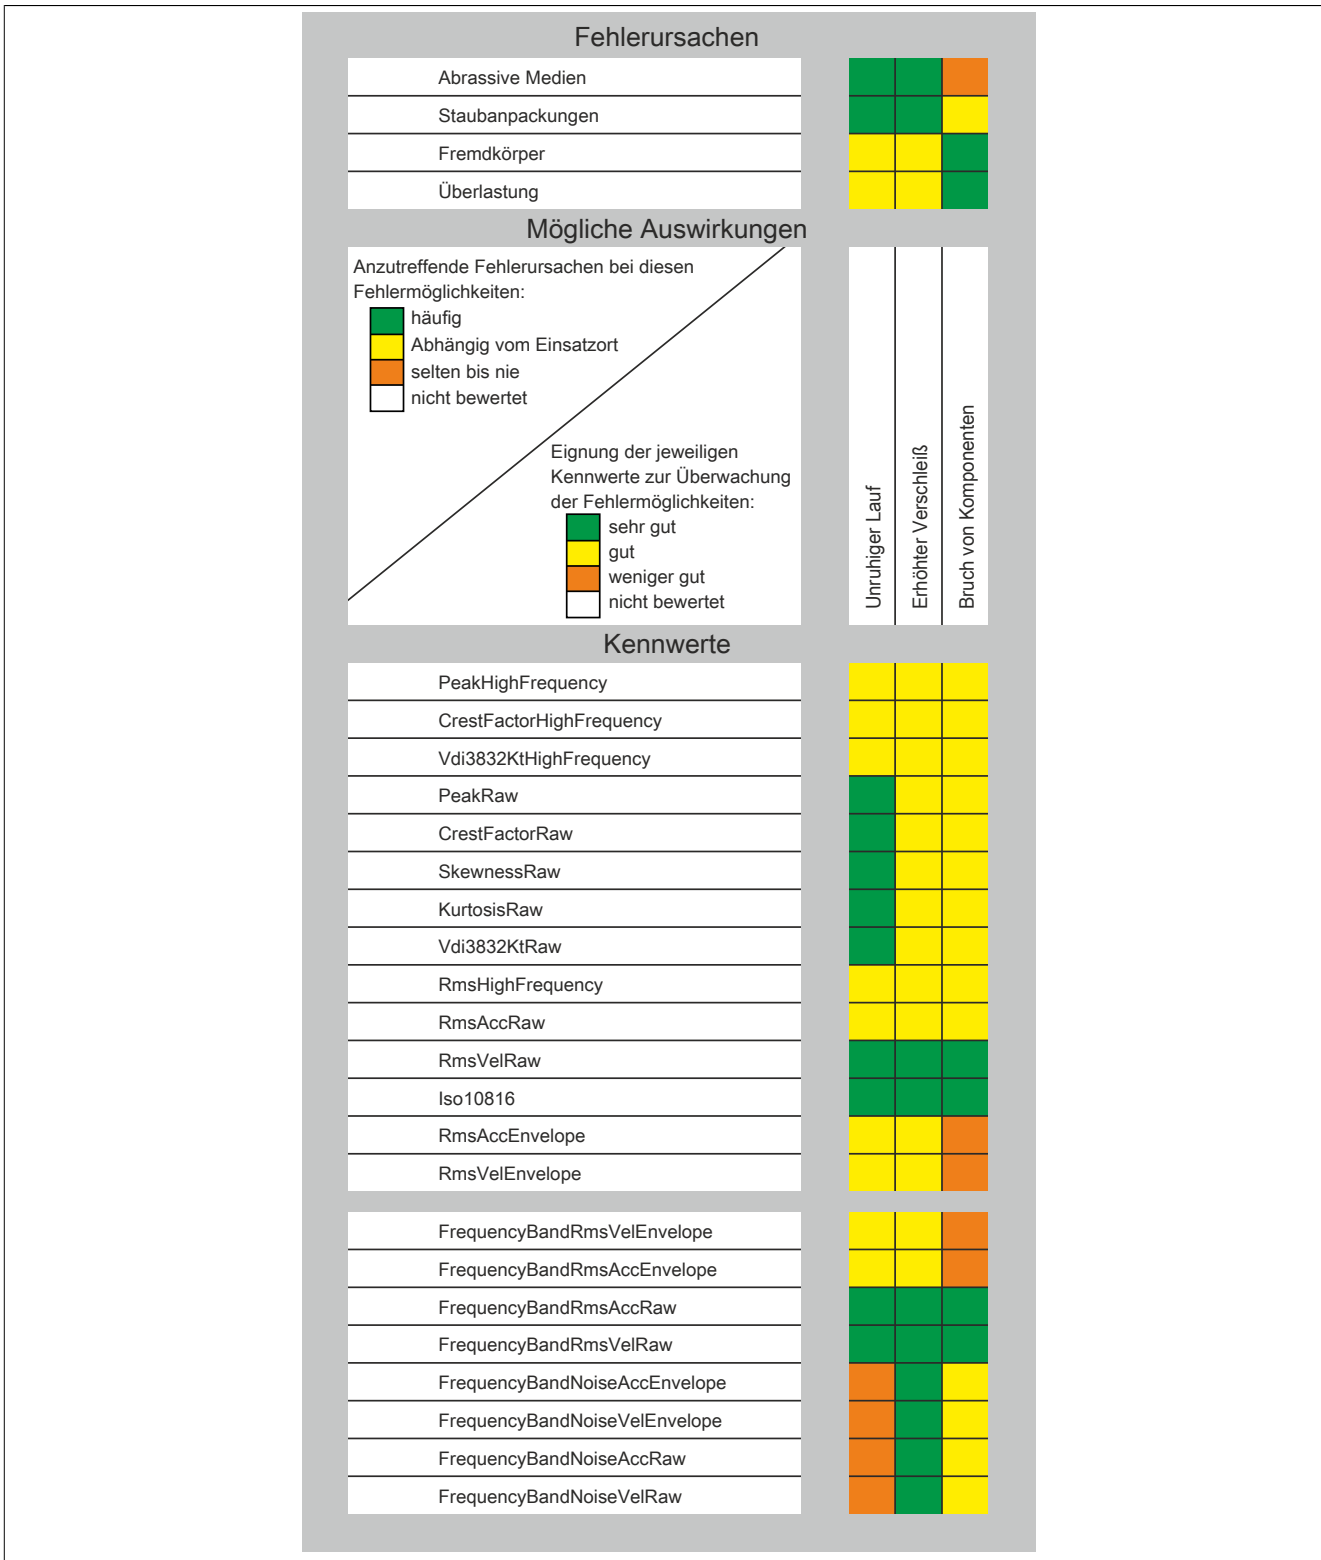 Fehlerursachen
Abrassive Medien
Staubanpackungen
Fremdkörper
Überlastung
Mögliche Auswirkungen
Anzutreffende Fehlerursachen bei diesen
Fehlermöglichkeiten:
häufig
Abhängig vom Einsatzort
selten bis nie
nicht bewertet
Eignung der jeweiligen
Kennwerte zur Überwachung
der Fehlermöglichkeiten:
sehr gut
gut
weniger gut
nicht bewertet
Unruhiger Lauf
Erhöhter Verschleiß
Bruch von Komponenten
Kennwerte
PeakHighFrequency
CrestFactorHighFrequency
Vdi3832KtHighFrequency
PeakRaw
CrestFactorRaw
SkewnessRaw
KurtosisRaw
Vdi3832KtRaw
RmsHighFrequency
RmsAccRaw
RmsVelRaw
Iso10816
RmsAccEnvelope
RmsVelEnvelope
FrequencyBandRmsVelEnvelope
FrequencyBandRmsAccEnvelope
FrequencyBandRmsAccRaw
FrequencyBandRmsVelRaw
FrequencyBandNoiseAccEnvelope
FrequencyBandNoiseVelEnvelope
FrequencyBandNoiseAccRaw
FrequencyBandNoiseVelRaw